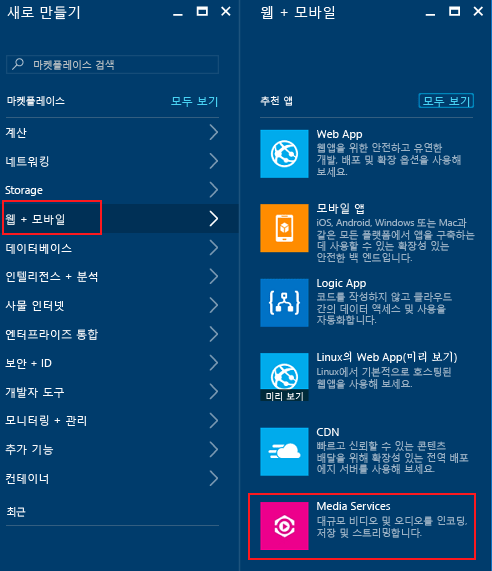 새로 만들기
마켓플레이스 검색
마켓플레이스 모두 보기
계산
네트워킹
Storage
웹 + 모바일
데이터베이스
인텔리전스 + 분석
사물 인터넷
엔터프라이즈 통합
보안 + ID
개발자 도구
모니터링 + 관리
추가 기능
컨테이너
최근
웹 + 모바일
추천 앱 모두 보기
Web App
웹앱을 위한 안전하고 유연한
개발, 배포 및 확장 옵션을 사용해
보세요.
모바일 앱
iOS, Android, Windows 또는 Mac과
같은 모든 플랫폼에서 앱을 구축하는
데 사용할 수 있는 확장성 있는
안전한 백 엔드입니다.
Logic App
코드를 작성하지 않고 클라우드
간의 데이터 액세스 및 사용을
자동화합니다.
Linux의 Web App(미리 보기)
Linux에서 기본적으로 호스팅된
웹앱을 사용해 보세요.
미리 보기
CDN
빠르고 신뢰할 수 있는 콘텐츠
배달을 위해 확장성 있는 전역 배포
에지 서버를 사용해 보세요.
Media Services
대규모 비디오 및 오디오를 인코딩,
저장 및 스트리밍합니다.